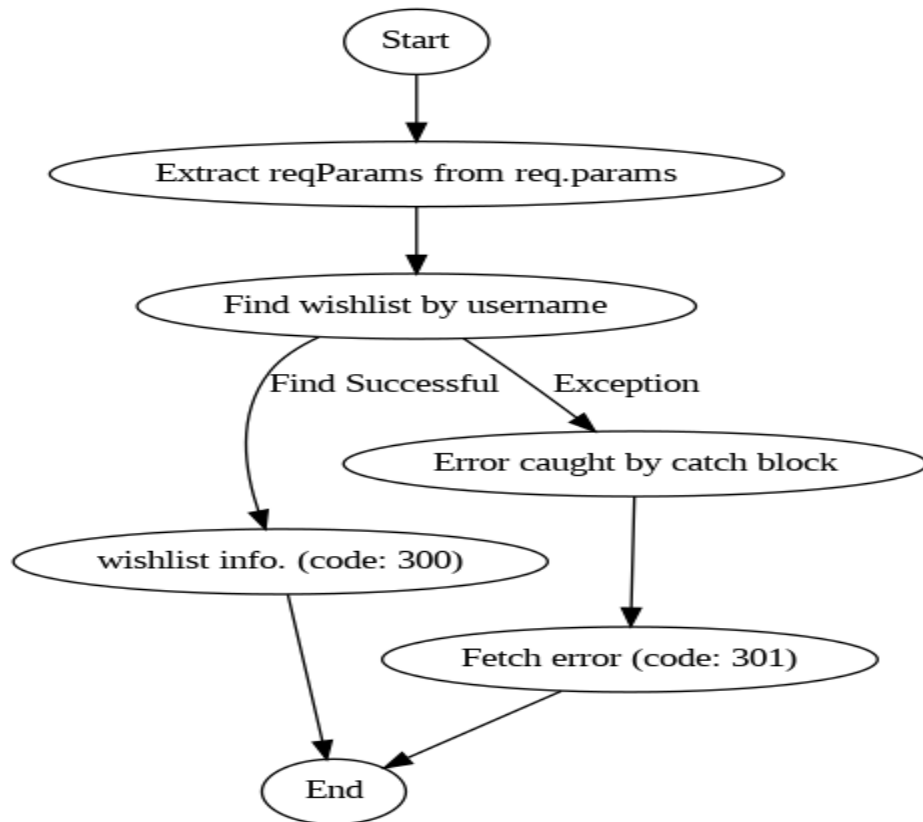 Start
Extract reqParams from req.params
Find wishlist by username
Find Successful
Exception
Error caught by catch block
wishlist info. (code: 300)
Fetch error (code: 301)
End